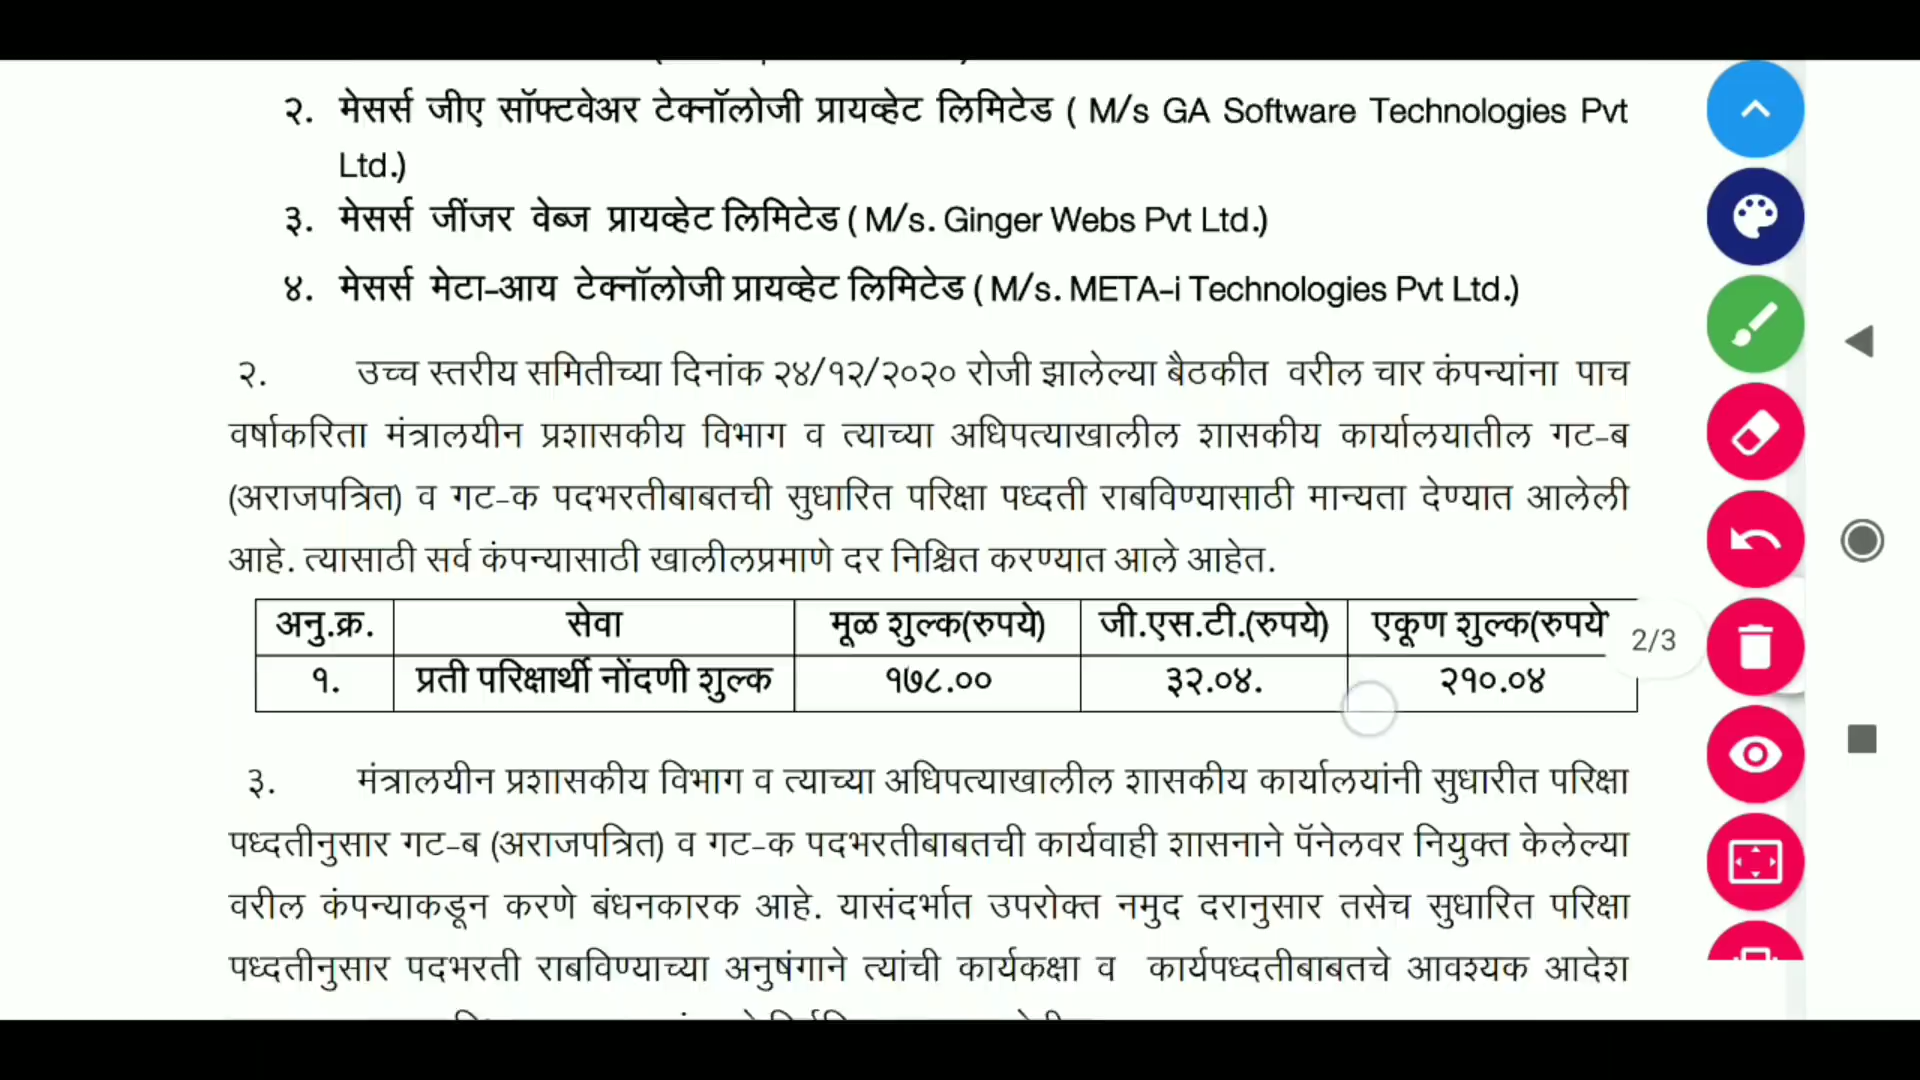 २. मेसर्स जीए सॉफ्टवेअर टेक्नॉलोजी प्रायव्हेट लिमिटेड ( M/s GA Software Technologies Pvt
Ltd.)
३. मेसर्स जींजर वेब्ज प्रायव्हेट लिमिटेड ( M/s. Ginger Webs Pvt Ltd.)
४. मेसर्स मेटा-आय टेक्नॉलोजी प्रायव्हेट लिमिटेड ( M/s. META-i Technologies Pvt Ltd.)
२. उच्च स्तरीय समितीच्या दिनांक २४/१२/२०२० रोजी झालेल्या बैठकीत वरील चार कंपन्यांना पाच
वर्षाकरिता मंत्रालयीन प्रशासकीय विभाग व त्याच्या अधिपत्याखालील शासकीय कार्यालयातील गट-ब
(अराजपत्रित) व गट-क पदभरतीबाबतची सुधारित परिक्षा पध्दती राबविण्यासाठी मान्यता देण्यात आलेली
आहे. त्यासाठी सर्व कंपन्यासाठी खालीलप्रमाणे दर निश्चित करण्यात आले आहेत.
अनु.क्र. सेवा मूळ शुल्क(रुपये) जी.एस.टी.(रुपये) एकूण शुल्क(रुपये
2/3
१. प्रती परिक्षार्थी नोंदणी शुल्क १७८.०० ३२.०४. २१०.०४
३. मंत्रालयीन प्रशासकीय विभाग व त्याच्या अधिपत्याखालील शासकीय कार्यालयांनी सुधारीत परिक्षा
पध्दतीनुसार गट-ब (अराजपत्रित) व गट-क पदभरतीबाबतची कार्यवाही शासनाने पॅनेलवर नियुक्त केलेल्या
वरील कंपन्याकडून करणे बंधनकारक आहे. यासंदर्भात उपरोक्त नमुद दरानुसार तसेच सुधारित परिक्षा
पध्दतीनुसार पदभरती राबविण्याच्या अनुषंगाने त्यांची कार्यकक्षा व कार्यपध्दतीबाबतचे आवश्यक आदेश